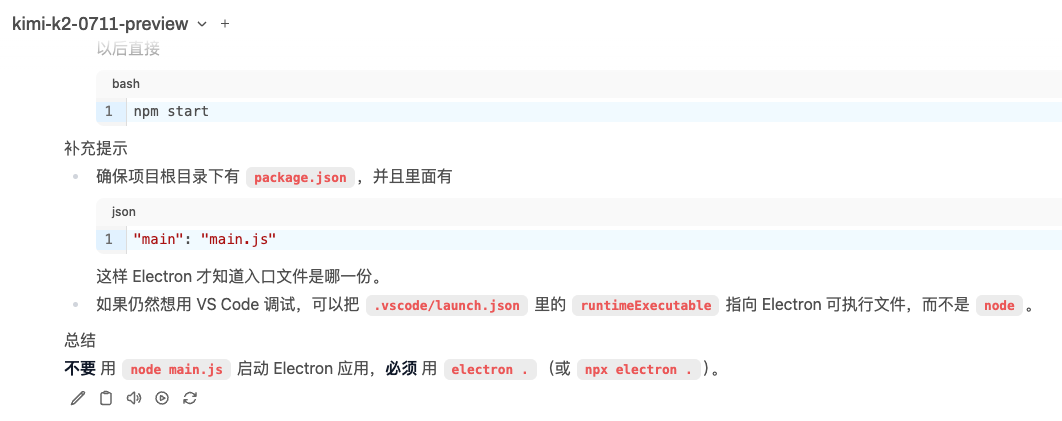 kimi-k2-0711-preview
以后直接
bash
1 npm start
补充提示
确保项目根目录下有 package.json，并且里面有
json
1 "main": "main.js"
这样 Electron 才知道入口文件是哪一份。
如果仍然想用 VS Code 调试，可以把 .vscode/launch.json 里的 runtimeExecutable 指向 Electron 可执行文件，而不是 node。
总结
不要用 node main.js 启动 Electron 应用，必须用 electron .（或 npx electron .）。